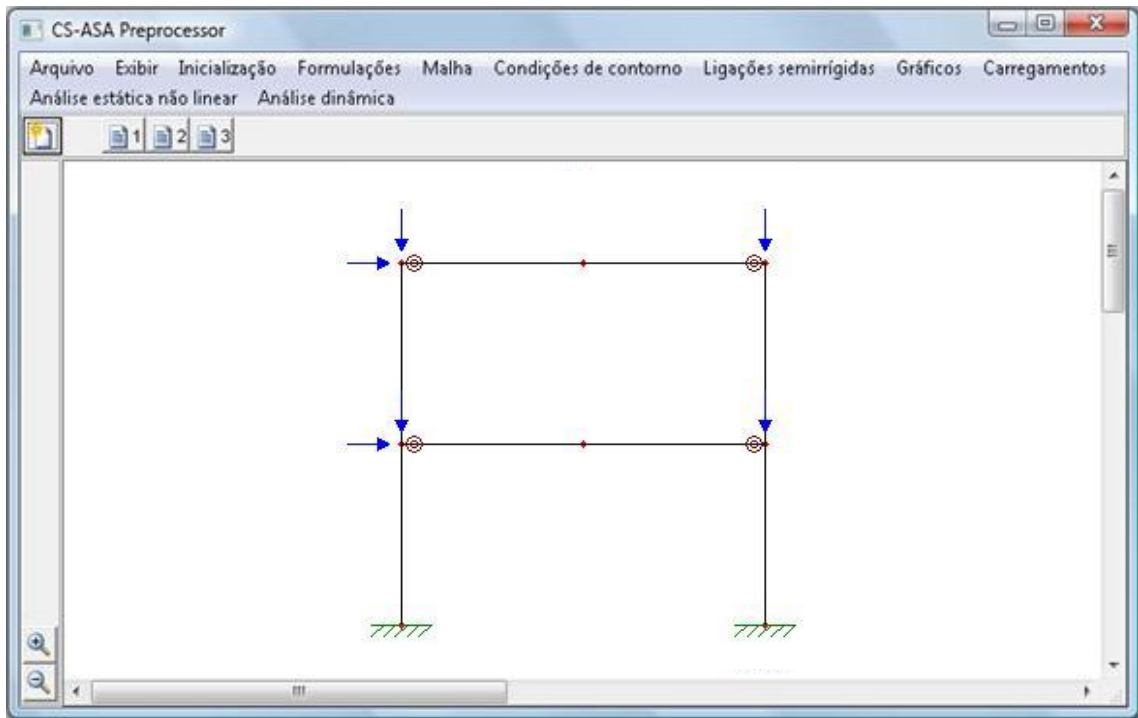 CS-ASA Preprocessor
Arquivo Exibir Inicialização Formulações Malha Condições de contorno Ligações semirrígidas Gráficos Carregamentos
Análise estática não linear Análise dinâmica
1 2 3